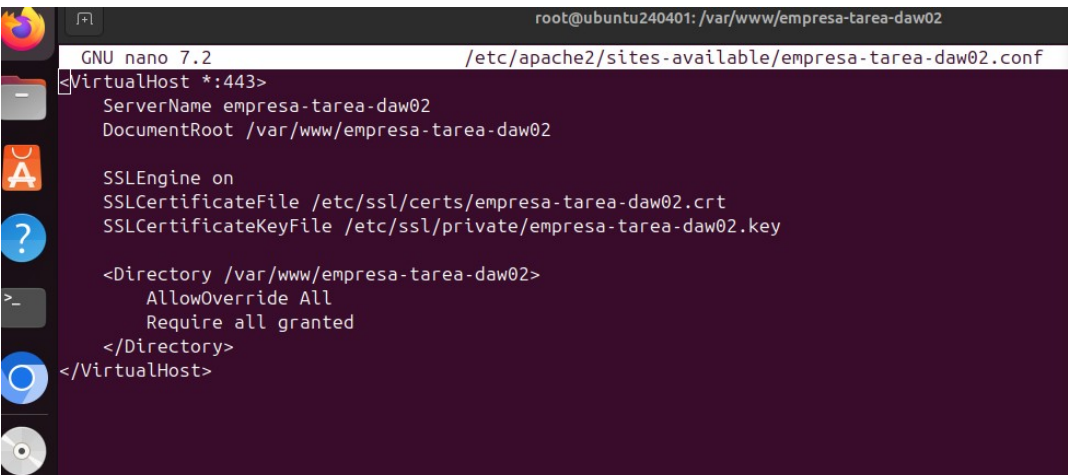 root@ubuntu240401: /var/www/empresa-tarea-daw02
GNU nano 7.2 /etc/apache2/sites-available/empresa-tarea-daw02.conf
<VirtualHost *:443>
    ServerName empresa-tarea-daw02
    DocumentRoot /var/www/empresa-tarea-daw02

    SSLEngine on
    SSLCertificateFile /etc/ssl/certs/empresa-tarea-daw02.crt
    SSLCertificateKeyFile /etc/ssl/private/empresa-tarea-daw02.key

    <Directory /var/www/empresa-tarea-daw02>
        AllowOverride All
        Require all granted
    </Directory>
</VirtualHost>